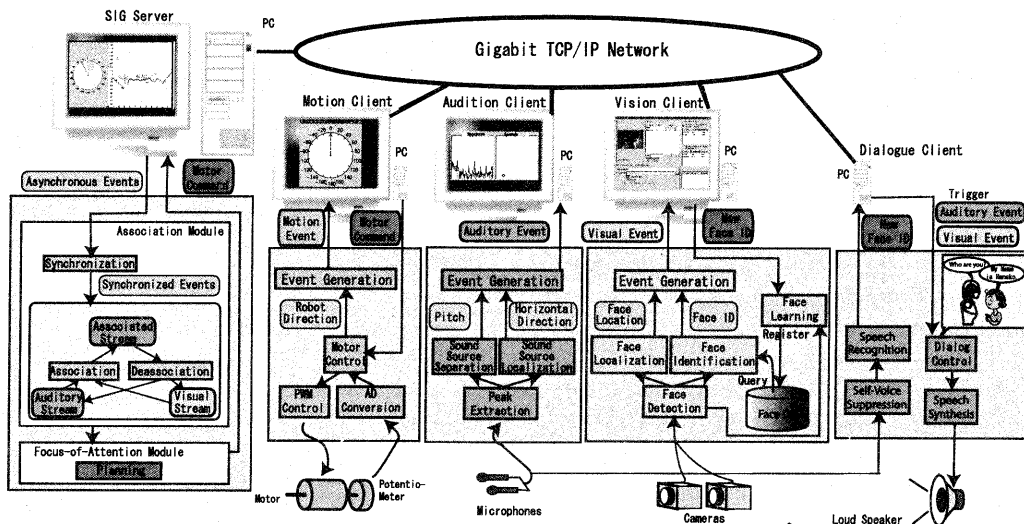 SIG Server
PC
Gigabit TCP/IP Network
Motion Client
Audition Client
Vision Client
Dialogue Client
PC
PC
PC
PC
Asynchronous Events
Motor
Command
Association Module
Synchronization
Synchronized Events
Associated
Stream
Association
Deassociation
Auditory
Stream
Visual
Stream
Focus-of-Attention Module
Planning
Motion
Event
Motor
Command
Event Generation
Robot
Direction
Motor
Control
PWM
Control
AD
Conversion
Motor
Potentio-
Meter
Auditory Event
Event Generation
Pitch
Horizontal
Direction
Sound
Source
Separation
Sound
Source
Localization
Peak
Extraction
Microphones
Visual Event
New
Face ID
Event Generation
Face
Location
Face ID
Face
Learning
Register
Face
Localization
Face
Identification
Query
Face
Detection
Cameras
New
Face ID
Trigger
Auditory Event
Visual Event
Who are you?
My Name
Speech
Recognition
Dialog
Control
Self-Voice
Suppression
Speech
Synthesis
Loud Speaker